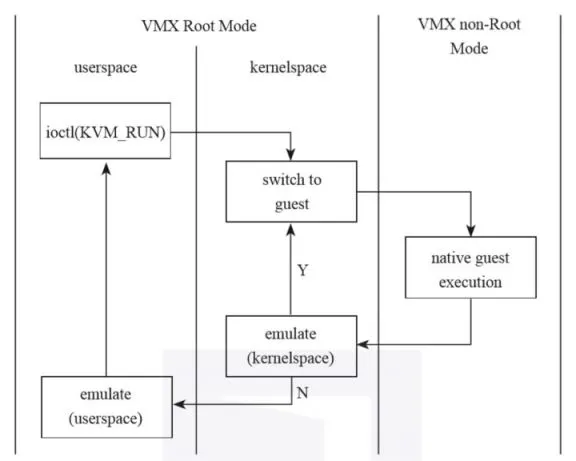 VMX Root Mode
VMX non-Root
Mode
userspace
kernelspace
ioctl(KVM_RUN)
switch to
guest
native guest
execution
Y
emulate
(kernelspace)
N
emulate
(userspace)